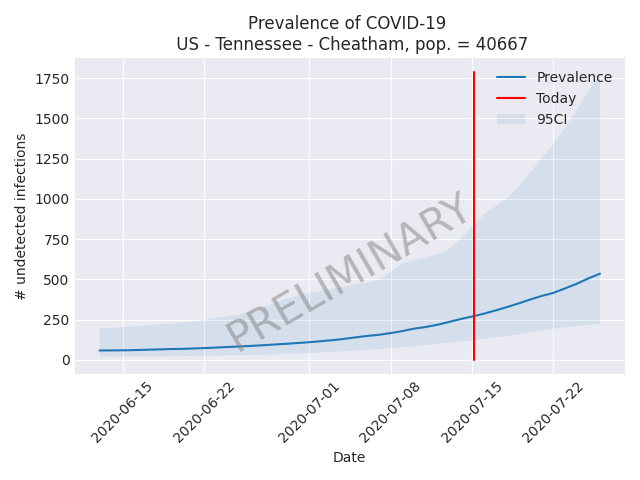 Prevalence of COVID-19
US - Tennessee - Cheatham, pop. = 40667
Prevalence
Today
95CI
# undetected infections
1750
1500
1250
1000
750
500
250
0
PRELIMINARY
2020-06-15
2020-06-22
2020-07-01
2020-07-08
2020-07-15
2020-07-22
Date